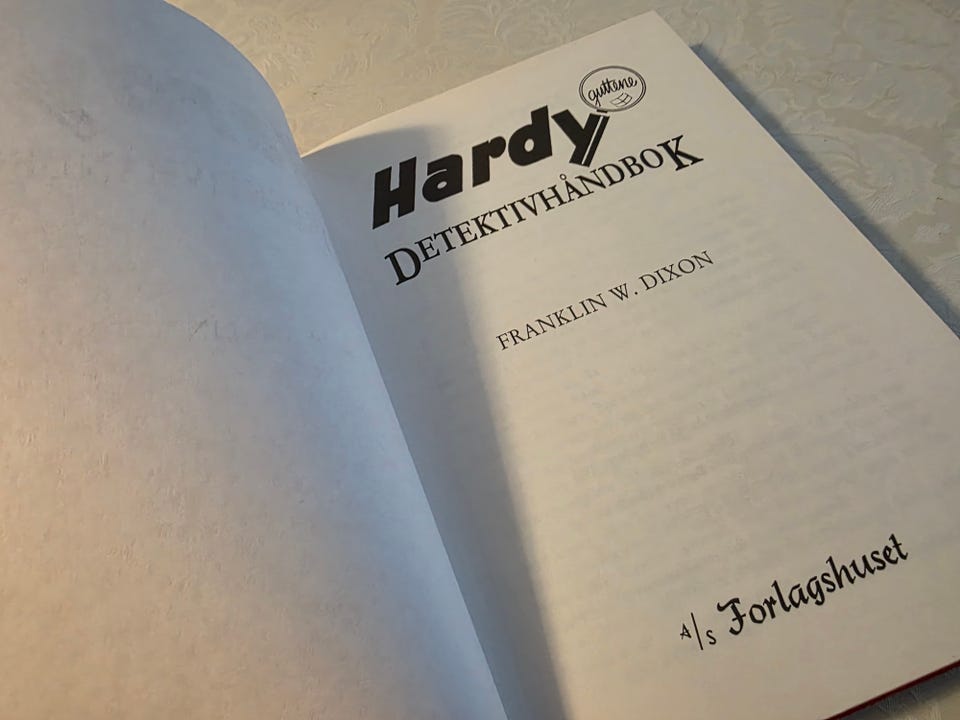 Hardy guttene
DETEKTIVHÅNDBOK
FRANKLIN W. DIXON
A/S Forlagshuset